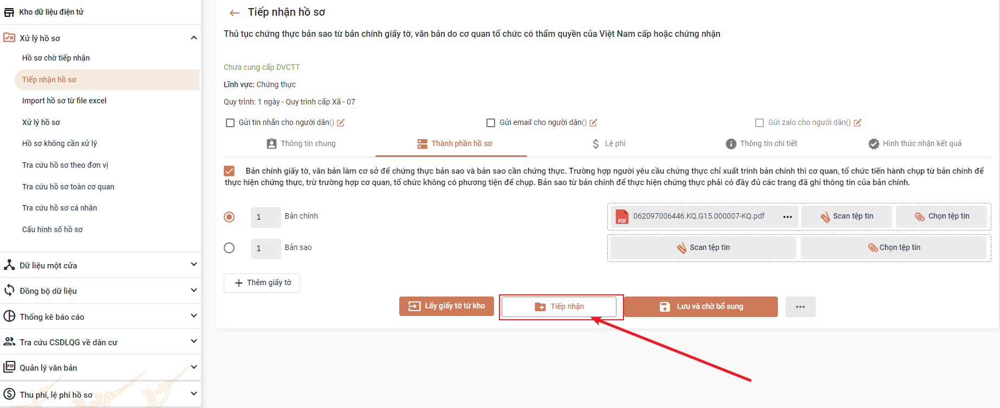 Kho dữ liệu điện tử
Xử lý hồ sơ
Hồ sơ chờ tiếp nhận
Tiếp nhận hồ sơ
Import hồ sơ từ file excel
Xử lý hồ sơ
Hồ sơ không cần xử lý
Tra cứu hồ sơ theo đơn vị
Tra cứu hồ sơ toàn cơ quan
Tra cứu hồ sơ cá nhân
Cấu hình số hồ sơ
Dữ liệu một cửa
Đồng bộ dữ liệu
Thống kê báo cáo
Tra cứu CSDLQG về dân cư
PDF
Quản lý văn bản
Thu phí, lệ phí hồ sơ
Tiếp nhận hồ sơ
Thủ tục chứng thực bản sao từ bản chính giấy tờ, văn bản do cơ quan tổ chức có thẩm quyền của Việt Nam cấp hoặc chứng nhận
Chưa cung cấp DVCTT
Lĩnh vực: Chứng thực
Quy trình: 1 ngày - Quy trình cấp Xã - 07
Gửi tin nhắn cho người dân() Gửi email cho người dân() Gửi zalo cho người dân()
Thông tin chung Thành phần hồ sơ Lệ phí Thông tin chi tiết Hình thức nhận kết quả
Bản chính giấy tờ, văn bản làm cơ sở để chứng thực bản sao và bản sao cần chứng thực. Trường hợp người yêu cầu chứng thực chỉ xuất trình bản chính thì cơ quan, tổ chức tiến hành chụp từ bản chính để
thực hiện chứng thực, trừ trường hợp cơ quan, tổ chức không có phương tiện để chụp. Bản sao từ bản chính để thực hiện chứng thực phải có đầy đủ các trang đã ghi thông tin của bản chính.
1 Bản chính PDF 062097006446.KQ.G15.000007-KQ.pdf ••• Scan tệp tin Chọn tệp tin
1 Bản sao Scan tệp tin Chọn tệp tin
+ Thêm giấy tờ
Lấy giấy tờ từ kho Tiếp nhận Lưu và chờ bổ sung •••